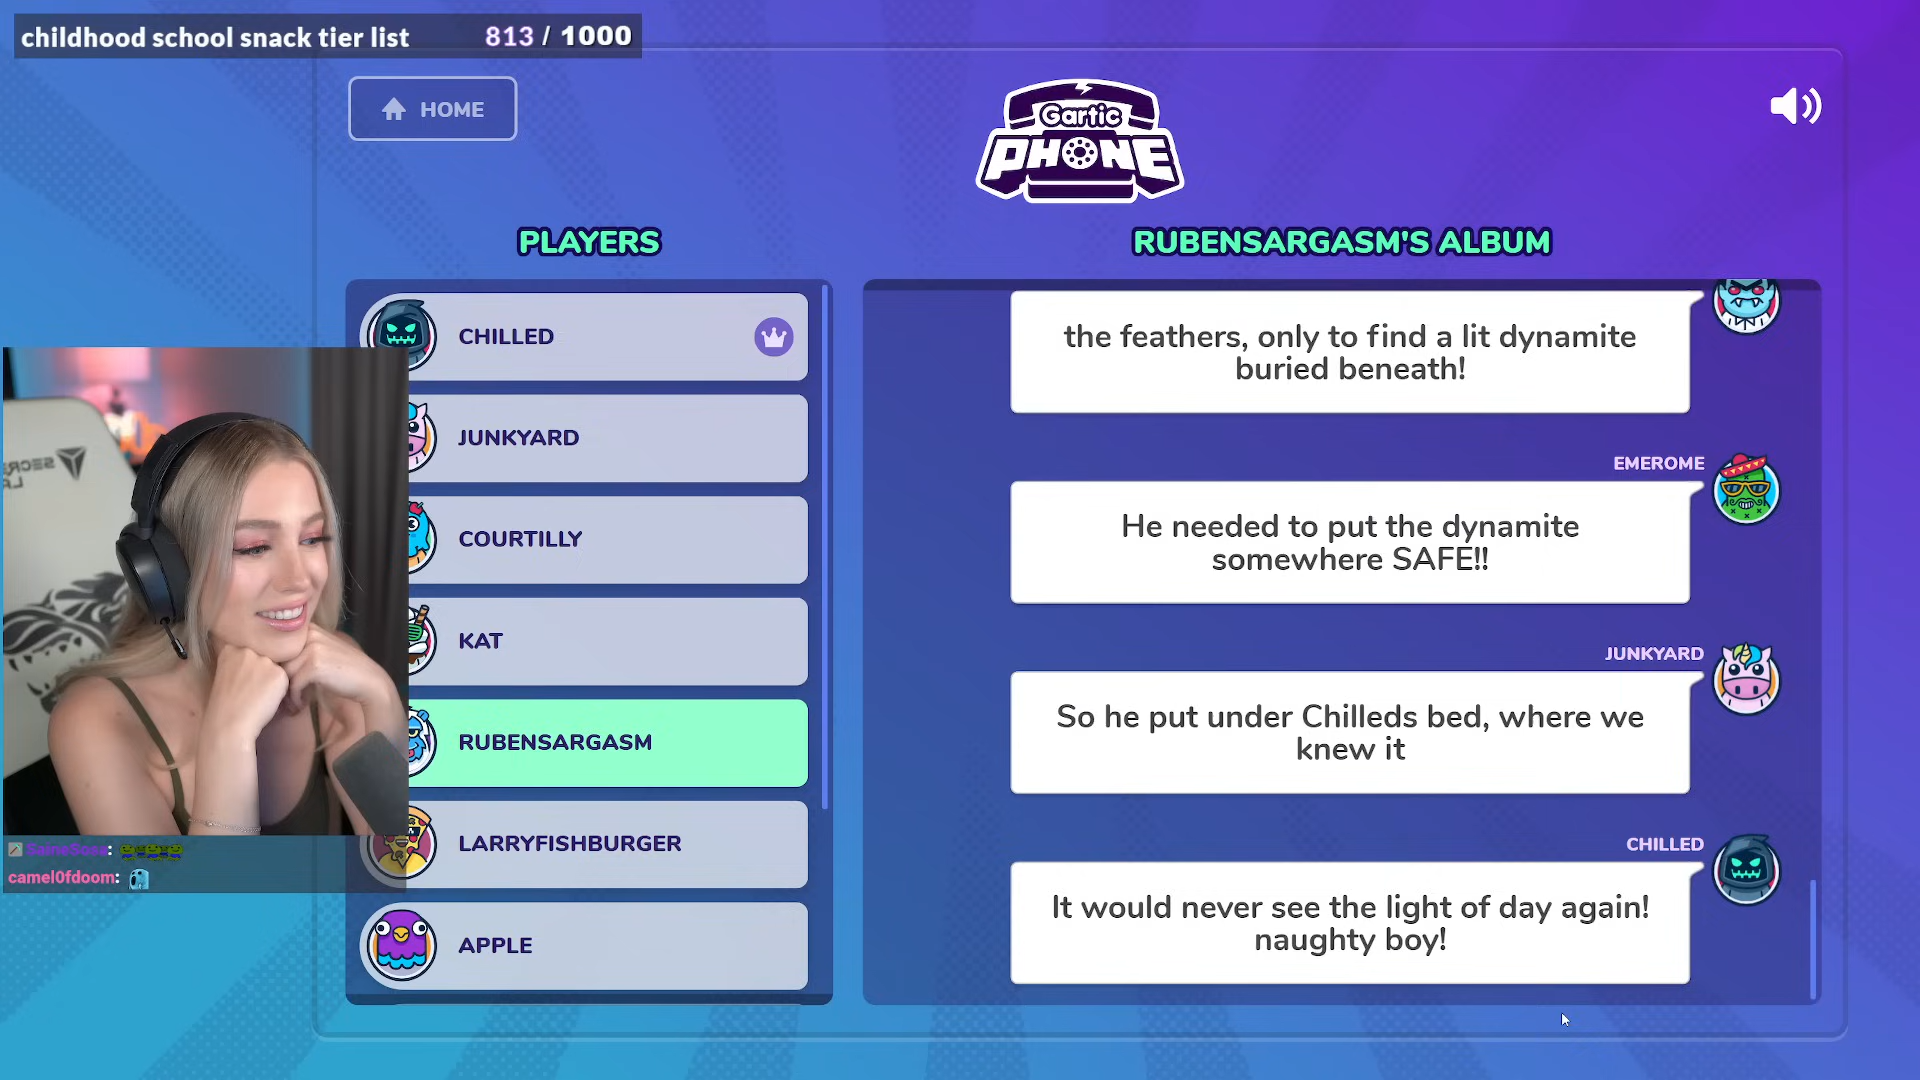 childhood school snack tier list 813 / 1000
HOME
Gartic
PHONE
PLAYERS
RUBENSARGASM'S ALBUM
CHILLED
JUNKYARD
COURTILLY
KAT
RUBENSARGASM
LARRYFISHBURGER
APPLE
the feathers, only to find a lit dynamite
buried beneath!
EMEROME
He needed to put the dynamite
somewhere SAFE!!
JUNKYARD
So he put under Chilleds bed, where we
knew it
CHILLED
It would never see the light of day again!
naughty boy!
SameSosa:
camel0fdoom: